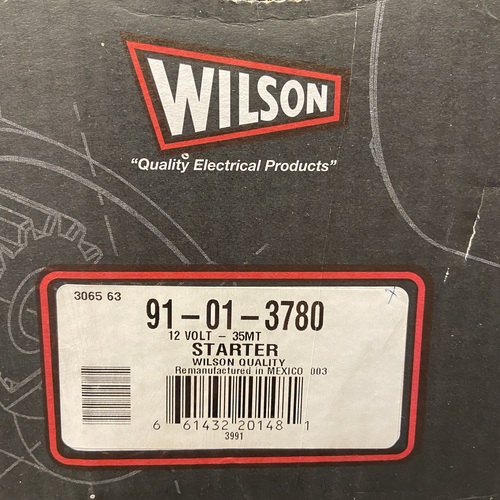 WILSON
"Quality Electrical Products"
3065 63
91-01-3780
12 VOLT - 35MT
STARTER
WILSON QUALITY
Remanufactured in MEXICO 003
6 61432 20148 1
3991